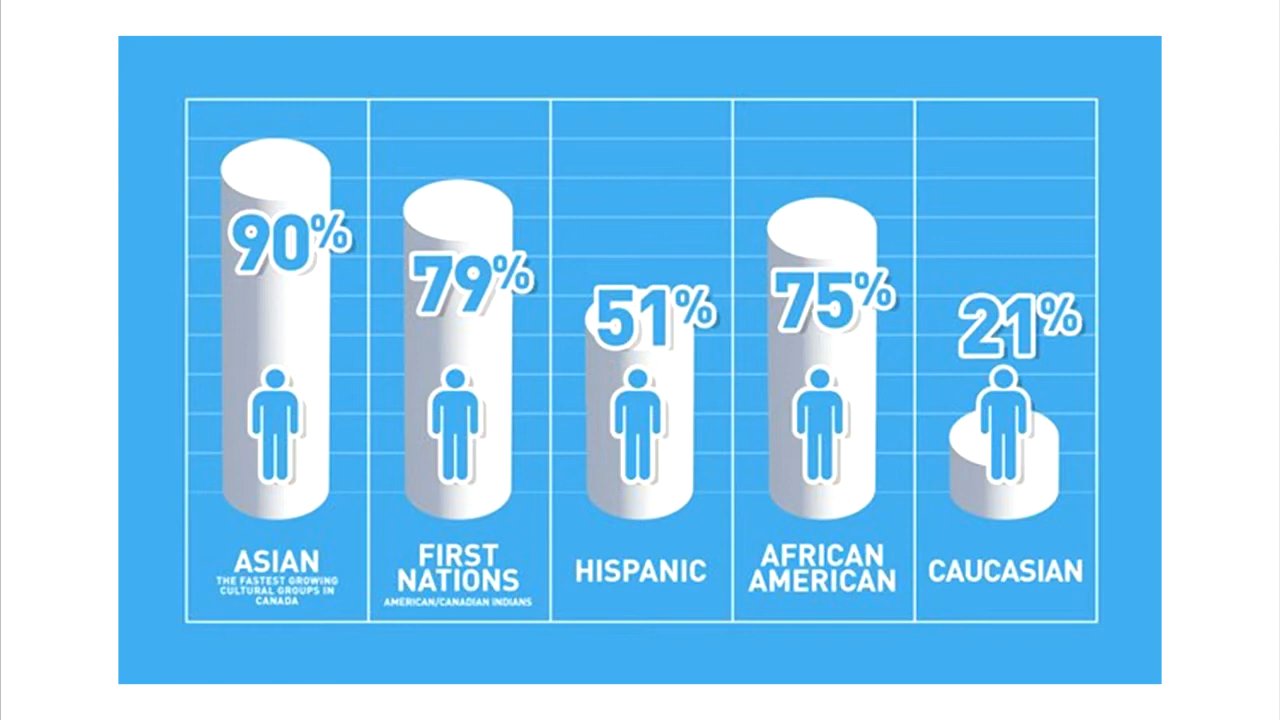 90%
79%
51%
75%
21%
ASIAN
THE FASTEST GROWING
CULTURAL GROUPS IN
CANADA
FIRST
NATIONS
AMERICAN/CANADIAN INDIANS
HISPANIC
AFRICAN
AMERICAN
CAUCASIAN